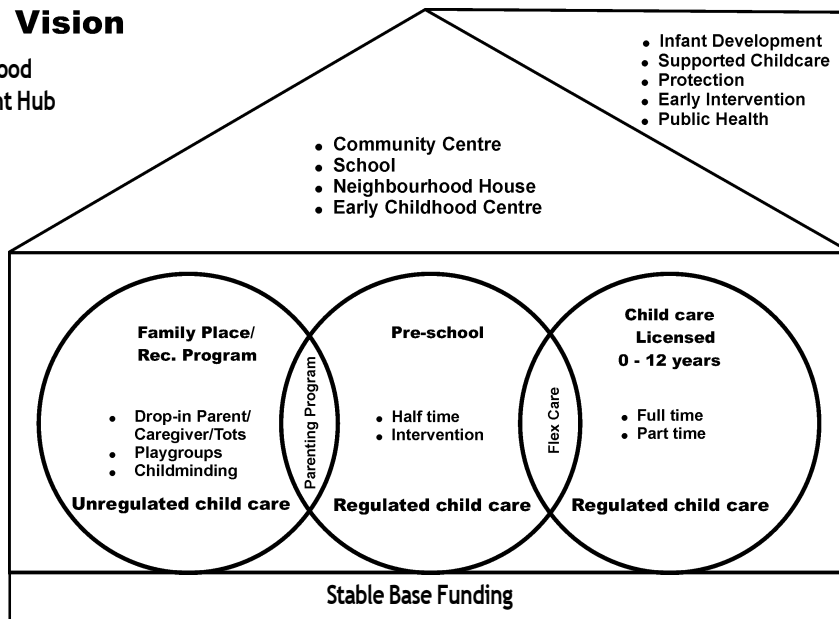 Vision
ood
nt Hub
• Infant Development
• Supported Childcare
• Protection
• Early Intervention
• Public Health
• Community Centre
• School
• Neighbourhood House
• Early Childhood Centre
Family Place/
Rec. Program
• Drop-in Parent/
Caregiver/Tots
• Playgroups
• Childminding
Unregulated child care
Parenting Program
Pre-school
• Half time
• Intervention
Regulated child care
Flex Care
Child care
Licensed
0 - 12 years
• Full time
• Part time
Regulated child care
Stable Base Funding